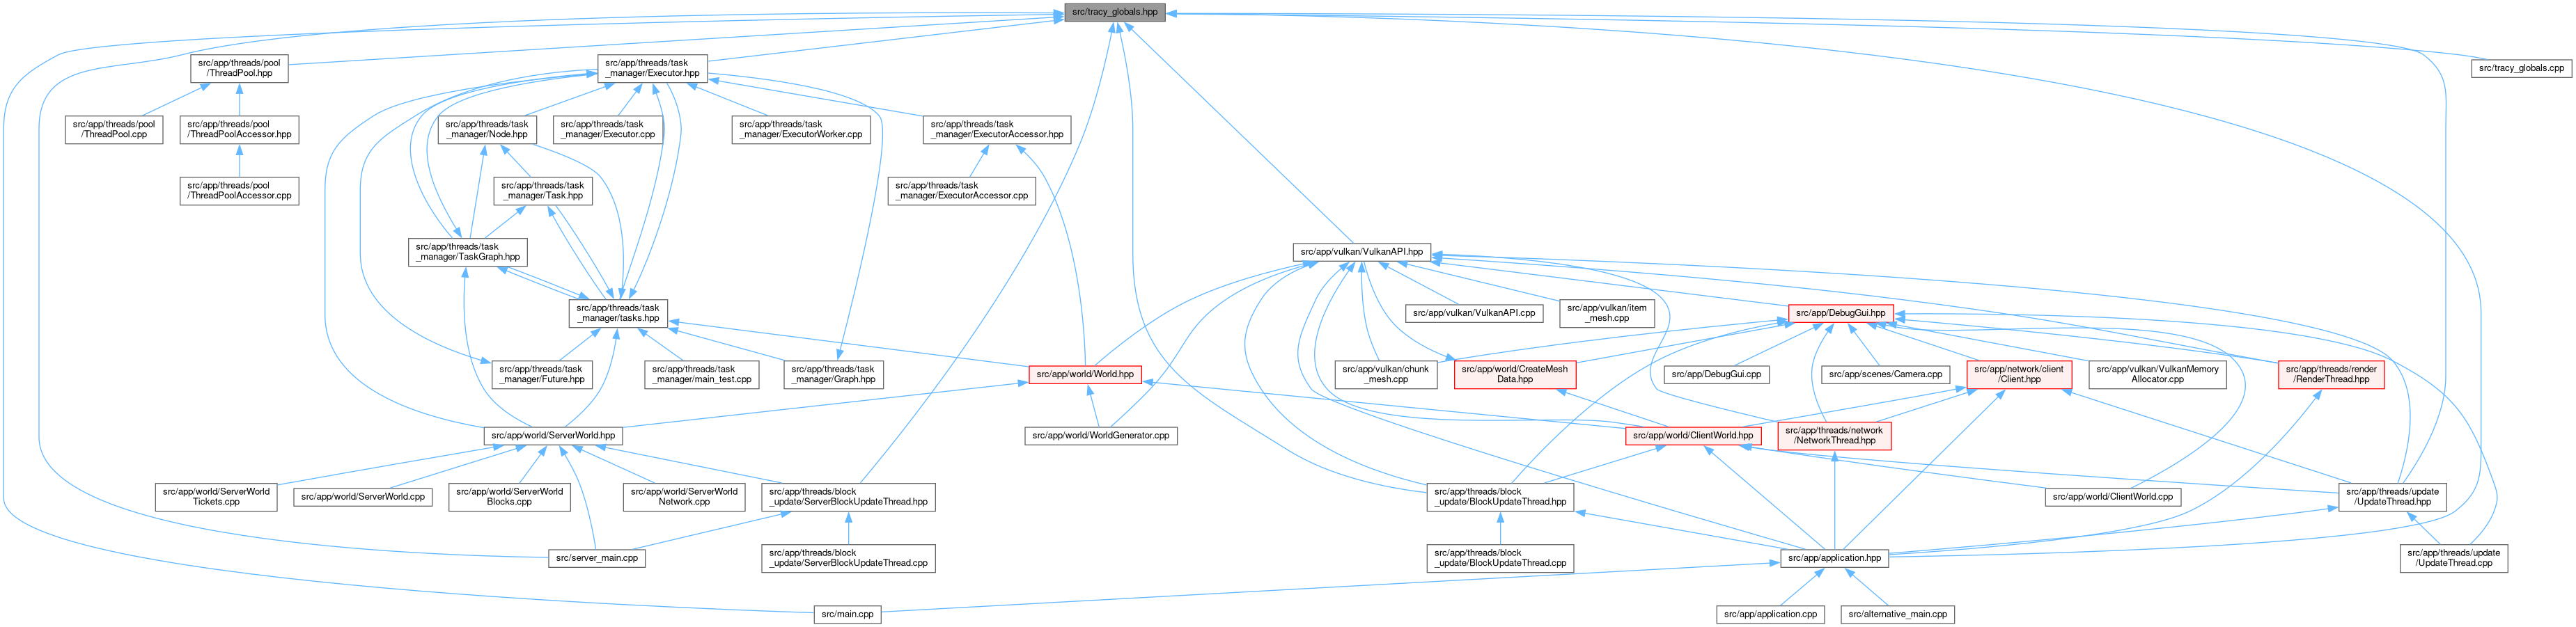 src/tracy_globals.hpp
src/app/threads/pool
/ThreadPool.hpp
src/app/threads/task
_manager/Executor.hpp
src/tracy_globals.cpp
src/app/threads/pool
/ThreadPool.cpp
src/app/threads/pool
/ThreadPoolAccessor.hpp
src/app/threads/task
_manager/Node.hpp
src/app/threads/task
_manager/Executor.cpp
src/app/threads/task
_manager/ExecutorWorker.cpp
src/app/threads/task
_manager/ExecutorAccessor.hpp
src/app/threads/pool
/ThreadPoolAccessor.cpp
src/app/threads/task
_manager/Task.hpp
src/app/threads/task
_manager/ExecutorAccessor.cpp
src/app/threads/task
_manager/TaskGraph.hpp
src/app/vulkan/VulkanAPI.hpp
src/app/threads/task
_manager/tasks.hpp
src/app/vulkan/VulkanAPI.cpp
src/app/vulkan/item
_mesh.cpp
src/app/DebugGui.hpp
src/app/threads/task
_manager/Future.hpp
src/app/threads/task
_manager/main_test.cpp
src/app/threads/task
_manager/Graph.hpp
src/app/world/World.hpp
src/app/vulkan/chunk
_mesh.cpp
src/app/world/CreateMesh
Data.hpp
src/app/DebugGui.cpp
src/app/scenes/Camera.cpp
src/app/network/client
/Client.hpp
src/app/vulkan/VulkanMemory
Allocator.cpp
src/app/threads/render
/RenderThread.hpp
src/app/world/ServerWorld.hpp
src/app/world/WorldGenerator.cpp
src/app/world/ClientWorld.hpp
src/app/threads/network
/NetworkThread.hpp
src/app/world/ServerWorld
Tickets.cpp
src/app/world/ServerWorld.cpp
src/app/world/ServerWorld
Blocks.cpp
src/app/world/ServerWorld
Network.cpp
src/app/threads/block
_update/ServerBlockUpdateThread.hpp
src/app/threads/block
_update/BlockUpdateThread.hpp
src/app/world/ClientWorld.cpp
src/app/threads/update
/UpdateThread.hpp
src/server_main.cpp
src/app/threads/block
_update/ServerBlockUpdateThread.cpp
src/app/threads/block
_update/BlockUpdateThread.cpp
src/app/application.hpp
src/app/threads/update
/UpdateThread.cpp
src/main.cpp
src/app/application.cpp
src/alternative_main.cpp